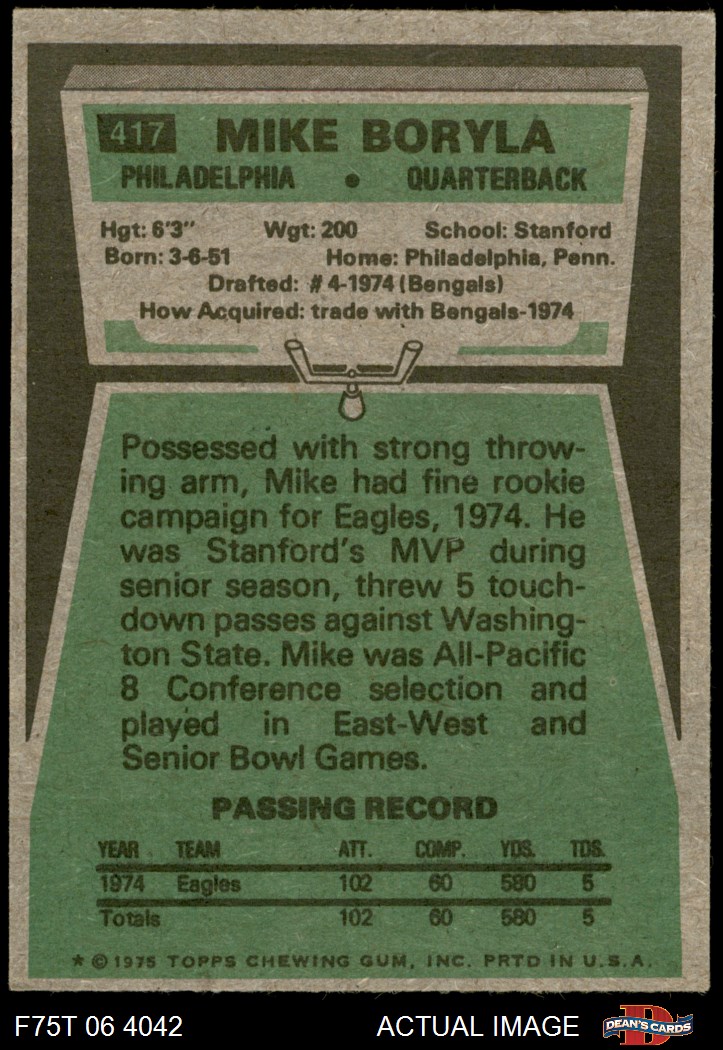 417 MIKE BORYLA
PHILADELPHIA • QUARTERBACK
Hgt: 6'3" Wgt: 200 School: Stanford
Born: 3-6-51 Home: Philadelphia, Penn.
Drafted: #4-1974 (Bengals)
How Acquired: trade with Bengals-1974
Possessed with strong throw-
ing arm, Mike had fine rookie
campaign for Eagles, 1974. He
was Stanford's MVP during
senior season, threw 5 touch-
down passes against Washing-
ton State. Mike was All-Pacific
8 Conference selection and
played in East-West and
Senior Bowl Games.
PASSING RECORD
YEAR TEAM ATT. COMP. YDS. TDS.
1974 Eagles 102 60 580 5
Totals 102 60 580 5
* © 1975 TOPPS CHEWING GUM, INC. PRTD IN U.S.A.
F75T 06 4042 ACTUAL IMAGE D DEAN'S CARDS